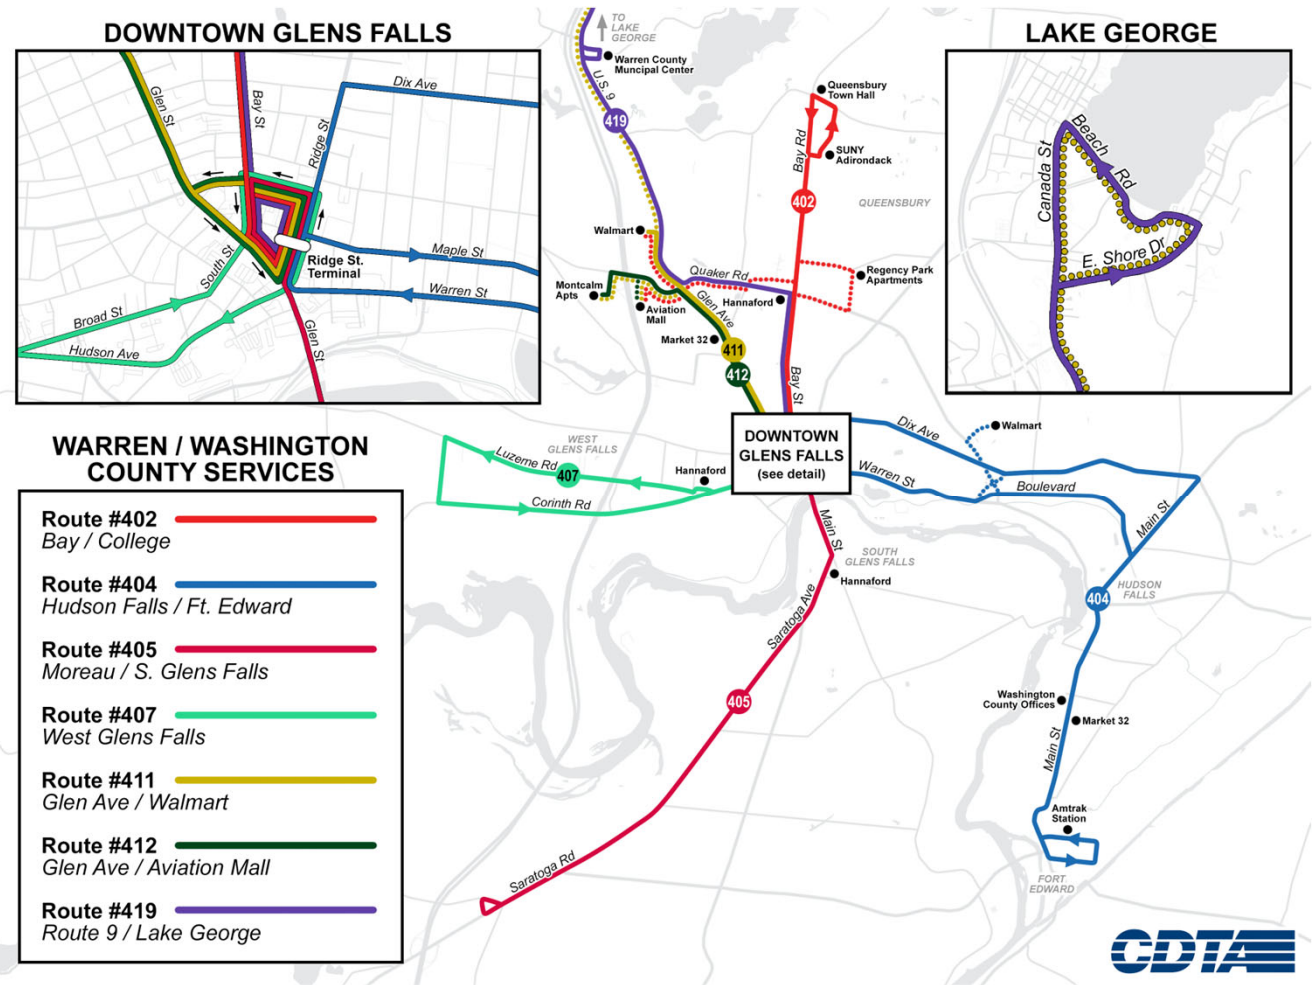 DOWNTOWN GLENS FALLS
Glen St
Bay St
Ridge St
Dix Ave
South St
Broad St
Hudson Ave
Maple St
Ridge St.
Terminal
Warren St
Glen St
TO
LAKE
GEORGE
Warren County
Muncipal Center
U.S. 9
419
Queensbury
Town Hall
Bay Rd
SUNY
Adirondack
402
QUEENSBURY
Walmart
Quaker Rd
Regency Park
Apartments
Montcalm
Apts
Aviation
Mall
Glen Ave
Hannaford
Market 32
411
412
Bay St
LAKE GEORGE
Canada St
Beach Rd
E. Shore Dr
DOWNTOWN
GLENS FALLS
(see detail)
WEST
GLENS FALLS
Luzerne Rd
407
Hannaford
Corinth Rd
Dix Ave
Walmart
Warren St
Boulevard
Main St
Main St
SOUTH
GLENS FALLS
Hannaford
HUDSON
FALLS
404
Saratoga Ave
405
Washington
County Offices
Market 32
Main St
Amtrak
Station
FORT
EDWARD
Saratoga Rd
WARREN / WASHINGTON
COUNTY SERVICES
Route #402
Bay / College
Route #404
Hudson Falls / Ft. Edward
Route #405
Moreau / S. Glens Falls
Route #407
West Glens Falls
Route #411
Glen Ave / Walmart
Route #412
Glen Ave / Aviation Mall
Route #419
Route 9 / Lake George
CDTA